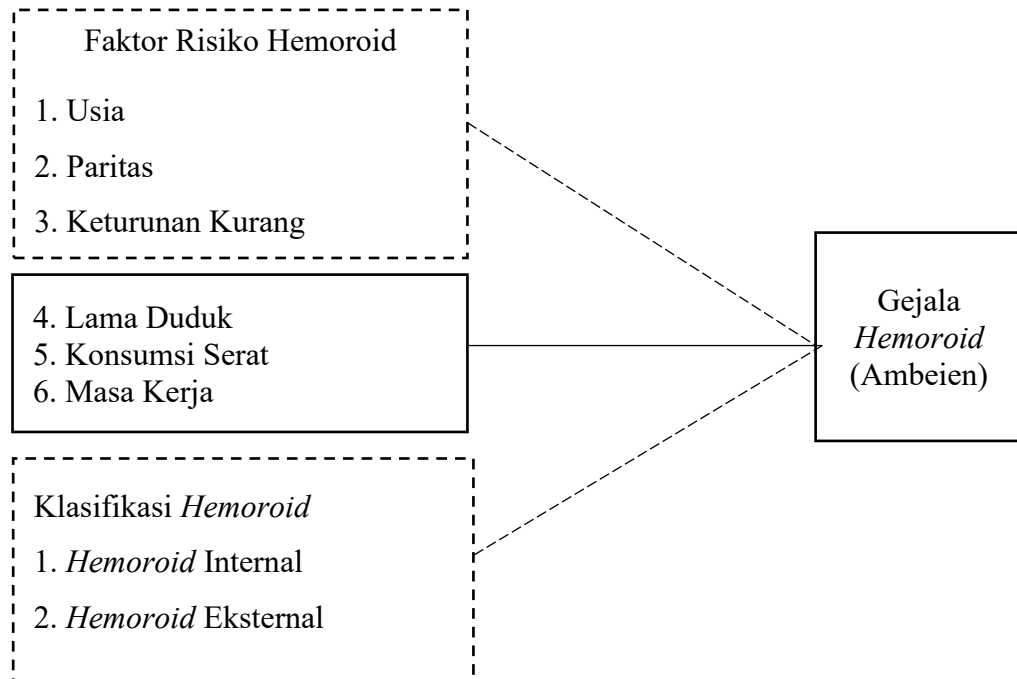 Faktor Risiko Hemoroid
1. Usia
2. Paritas
3. Keturunan Kurang
4. Lama Duduk
5. Konsumsi Serat
6. Masa Kerja
Klasifikasi Hemoroid
1. Hemoroid Internal
2. Hemoroid Eksternal
Gejala
Hemoroid
(Ambeien)